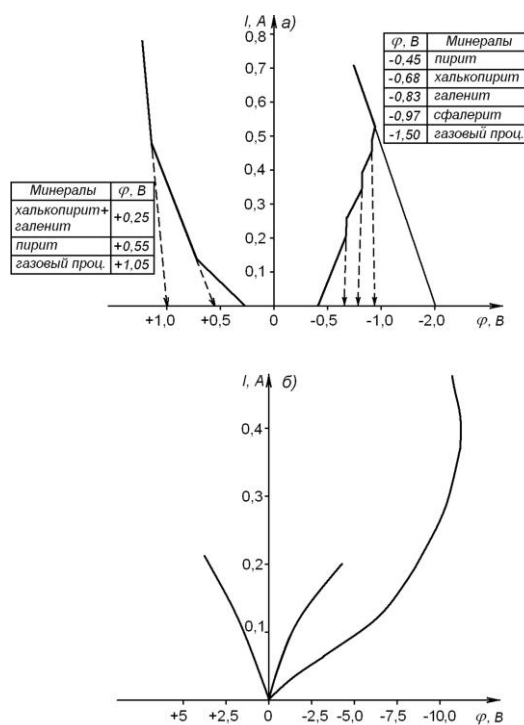 I, А а)
0,8
0,7
0,6
0,5
0,4
0,3
0,2
0,1
φ, В Минералы
-0,45 пирит
-0,68 халькопирит
-0,83 галенит
-0,97 сфалерит
-1,50 газовый проц.
Минералы φ, В
халькопирит+
галенит +0,25
пирит +0,55
газовый проц. +1,05
+1,0 +0,5 0 -0,5 -1,0 -2,0 φ, В
I, А б)
0,4
0,3
0,2
0,1
+5 +2,5 0 -2,5 -5,0 -7,5 -10,0 φ, В